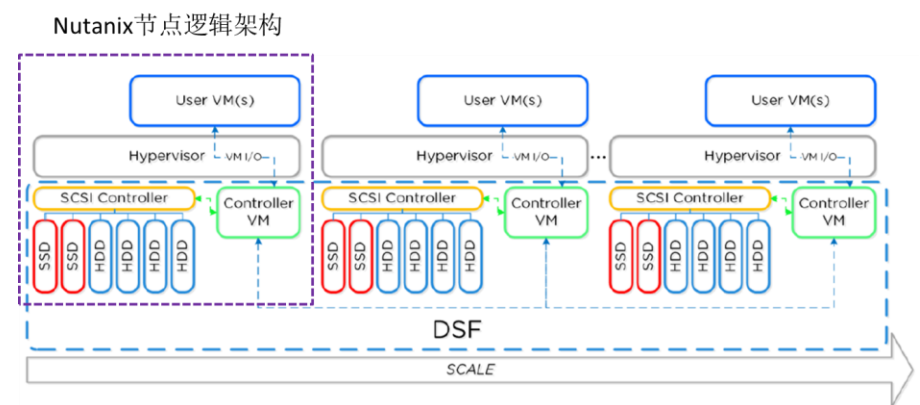 Nutanix节点逻辑架构
User VM(s) User VM(s) User VM(s)
Hypervisor VM I/O Hypervisor VM I/O ... Hypervisor VM I/O
SCSI Controller Controller VM SCSI Controller Controller VM SCSI Controller Controller VM
SSD SSD HDD HDD HDD HDD SSD SSD HDD HDD HDD HDD SSD SSD HDD HDD HDD HDD
DSF
SCALE